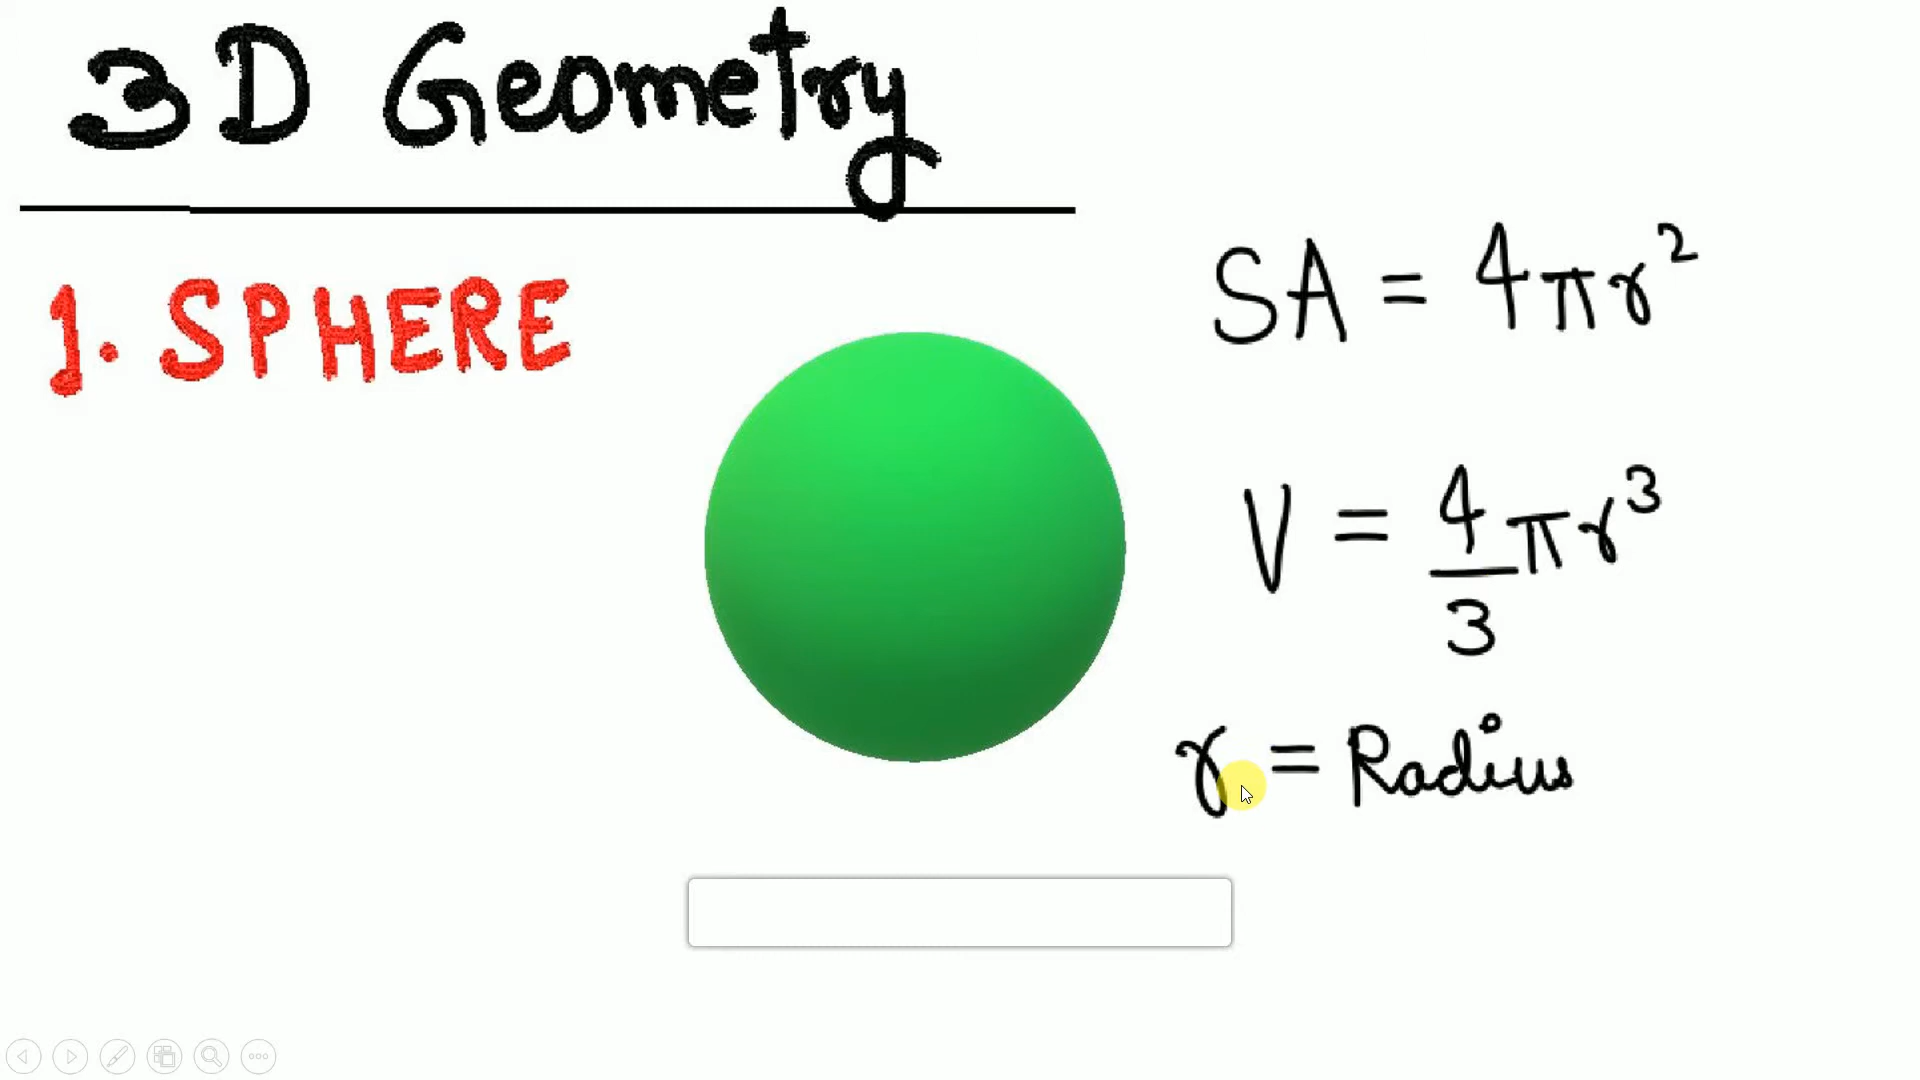 3D Geometry
1. SPHERE
SA = 4πr²
V = 4/3 πr³
r = Radius